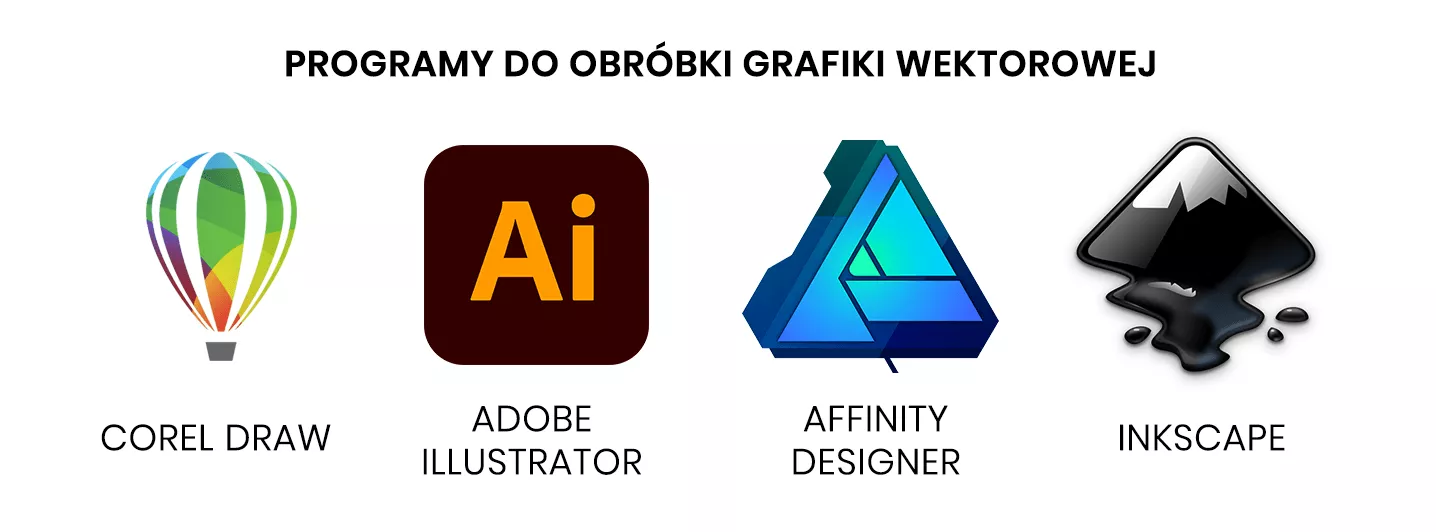 PROGRAMY DO OBRÓBKI GRAFIKI WEKTOROWEJ
Ai
COREL DRAW
ADOBE
ILLUSTRATOR
AFFINITY
DESIGNER
INKSCAPE